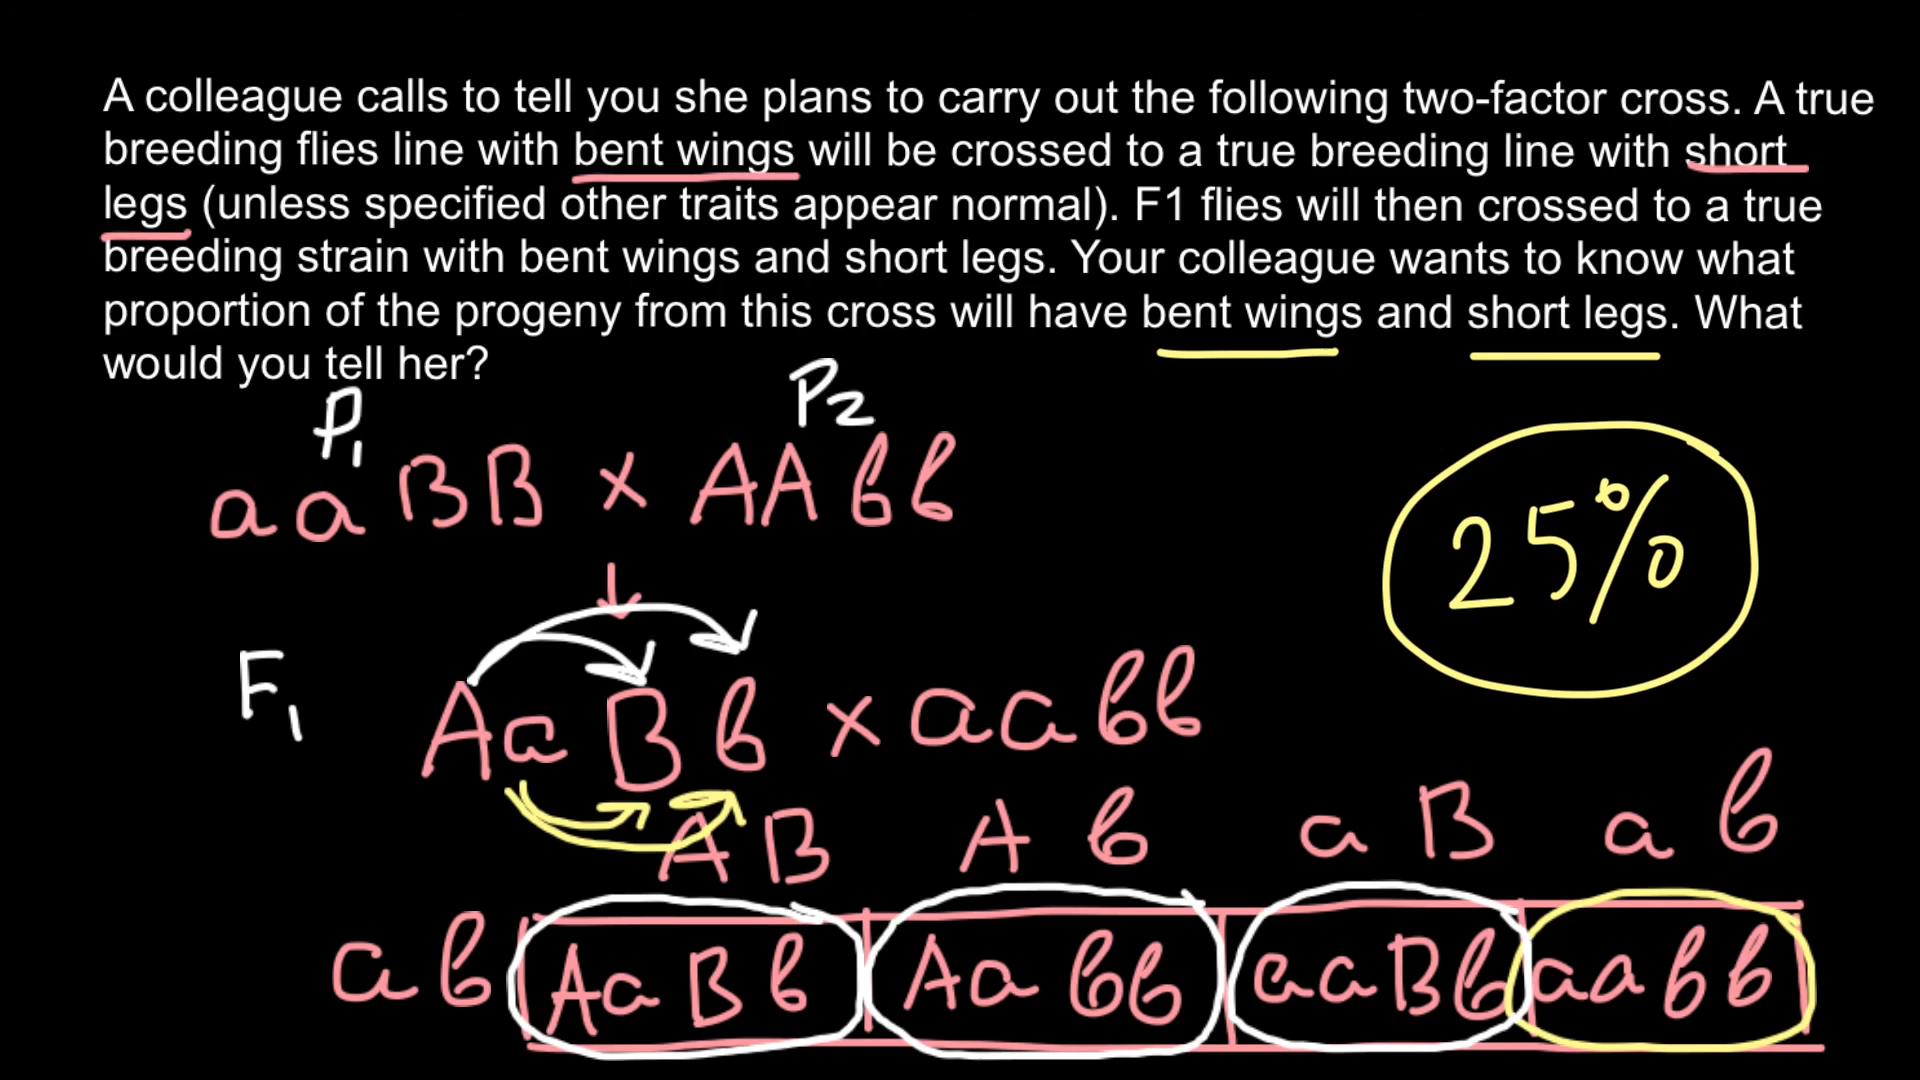 A colleague calls to tell you she plans to carry out the following two-factor cross. A true
breeding flies line with bent wings will be crossed to a true breeding line with short
legs (unless specified other traits appear normal). F1 flies will then crossed to a true
breeding strain with bent wings and short legs. Your colleague wants to know what
proportion of the progeny from this cross will have bent wings and short legs. What
would you tell her?
P1 P2
aaBB × AAbb
25%
F1 AaBb × aabb
AB Ab aB ab
ab AaBb Aabb aaBb aabb